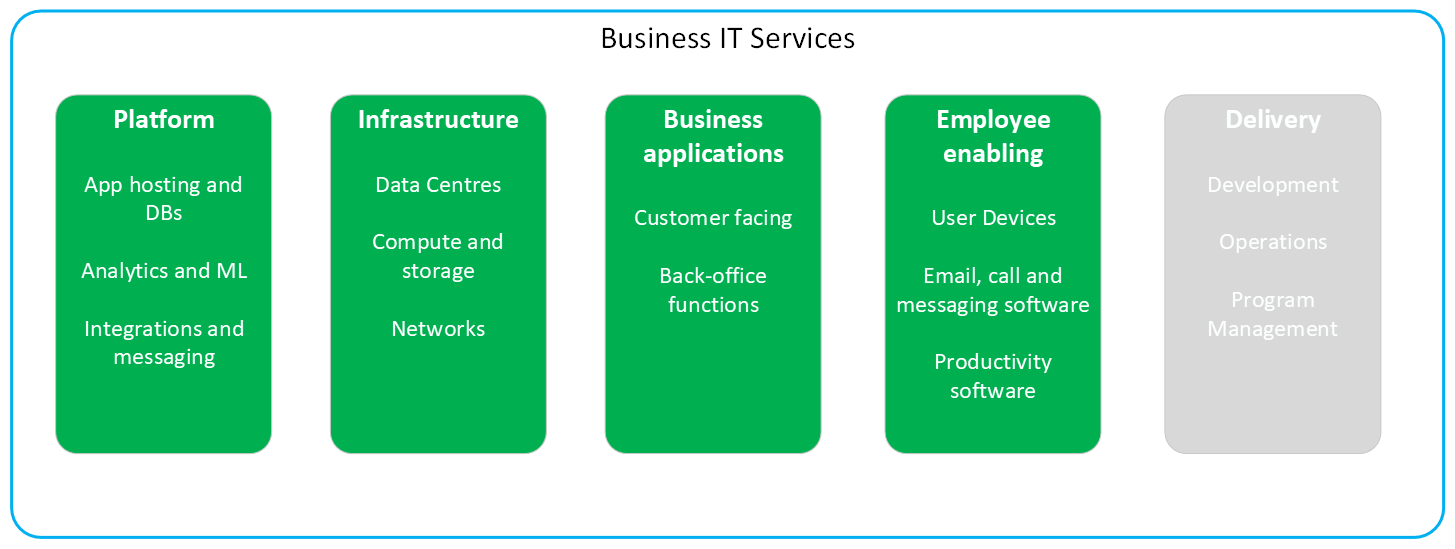 Business IT Services
Platform
App hosting and
DBs
Analytics and ML
Integrations and
messaging
Infrastructure
Data Centres
Compute and
storage
Networks
Business
applications
Customer facing
Back-office
functions
Employee
enabling
User Devices
Email, call and
messaging software
Productivity
software
Delivery
Development
Operations
Program
Management